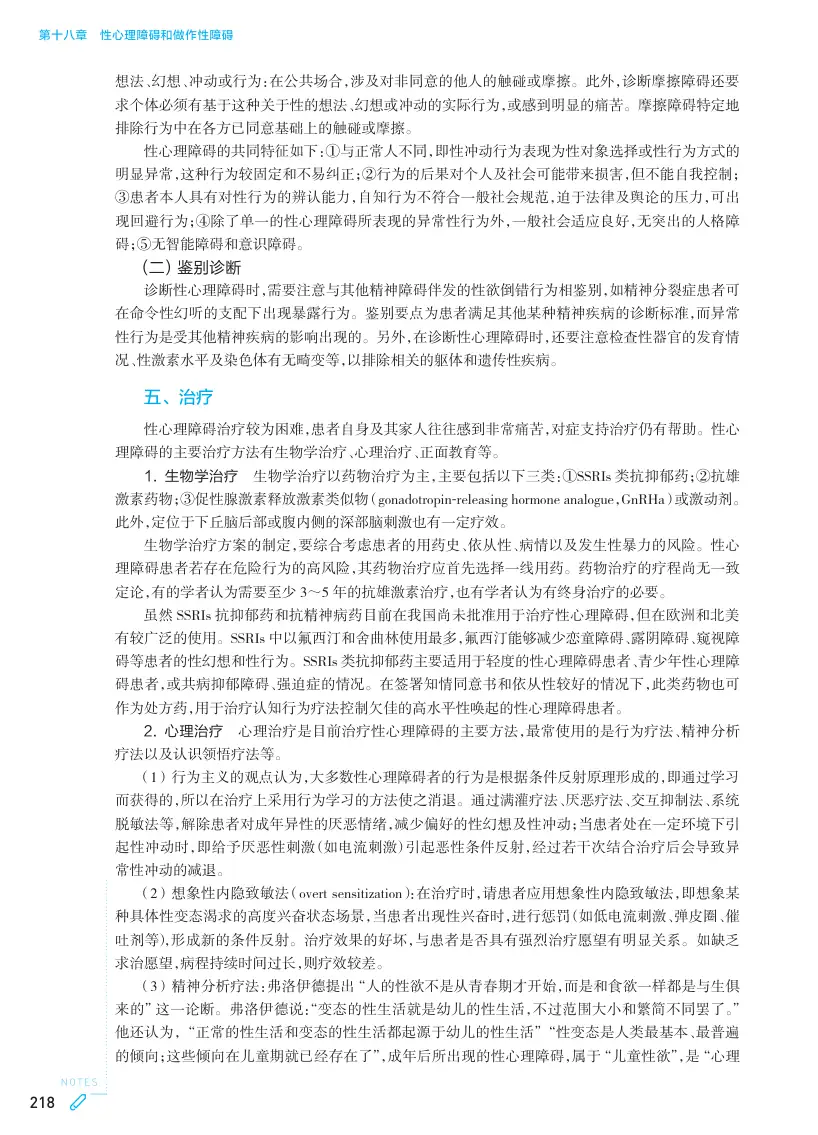 第十八章　性心理障碍和做作性障碍
想法、幻想、冲动或行为:在公共场合,涉及对非同意的他人的触碰或摩擦。此外,诊断摩擦障碍还要
求个体必须有基于这种关于性的想法、幻想或冲动的实际行为,或感到明显的痛苦。摩擦障碍特定地
排除行为中在各方已同意基础上的触碰或摩擦。
性心理障碍的共同特征如下:①与正常人不同,即性冲动行为表现为性对象选择或性行为方式的
明显异常,这种行为较固定和不易纠正;②行为的后果对个人及社会可能带来损害,但不能自我控制;
③患者本人具有对性行为的辨认能力,自知行为不符合一般社会规范,迫于法律及舆论的压力,可出
现回避行为;④除了单一的性心理障碍所表现的异常性行为外,一般社会适应良好,无突出的人格障
碍;⑤无智能障碍和意识障碍。
(二) 鉴别诊断
诊断性心理障碍时,需要注意与其他精神障碍伴发的性欲倒错行为相鉴别,如精神分裂症患者可
在命令性幻听的支配下出现暴露行为。鉴别要点为患者满足其他某种精神疾病的诊断标准,而异常
性行为是受其他精神疾病的影响出现的。另外,在诊断性心理障碍时,还要注意检查性器官的发育情
况、性激素水平及染色体有无畸变等,以排除相关的躯体和遗传性疾病。
五、治疗
性心理障碍治疗较为困难,患者自身及其家人往往感到非常痛苦,对症支持治疗仍有帮助。性心
理障碍的主要治疗方法有生物学治疗、心理治疗、正面教育等。
1. 生物学治疗　生物学治疗以药物治疗为主,主要包括以下三类:①SSRIs 类抗抑郁药;②抗雄
激素药物;③促性腺激素释放激素类似物(gonadotropin-releasing hormone analogue,GnRHa)或激动剂。
此外,定位于下丘脑后部或腹内侧的深部脑刺激也有一定疗效。
生物学治疗方案的制定,要综合考虑患者的用药史、依从性、病情以及发生性暴力的风险。性心
理障碍患者若存在危险行为的高风险,其药物治疗应首先选择一线用药。药物治疗的疗程尚无一致
定论,有的学者认为需要至少 3～5 年的抗雄激素治疗,也有学者认为有终身治疗的必要。
虽然 SSRIs 抗抑郁药和抗精神病药目前在我国尚未批准用于治疗性心理障碍,但在欧洲和北美
有较广泛的使用。SSRIs 中以氟西汀和舍曲林使用最多,氟西汀能够减少恋童障碍、露阴障碍、窥视障
碍等患者的性幻想和性行为。SSRIs 类抗抑郁药主要适用于轻度的性心理障碍患者、青少年性心理障
碍患者,或共病抑郁障碍、强迫症的情况。在签署知情同意书和依从性较好的情况下,此类药物也可
作为处方药,用于治疗认知行为疗法控制欠佳的高水平性唤起的性心理障碍患者。
2. 心理治疗　心理治疗是目前治疗性心理障碍的主要方法,最常使用的是行为疗法、精神分析
疗法以及认识领悟疗法等。
(1) 行为主义的观点认为,大多数性心理障碍者的行为是根据条件反射原理形成的,即通过学习
而获得的,所以在治疗上采用行为学习的方法使之消退。通过满灌疗法、厌恶疗法、交互抑制法、系统
脱敏法等,解除患者对成年异性的厌恶情绪,减少偏好的性幻想及性冲动;当患者处在一定环境下引
起性冲动时,即给予厌恶性刺激(如电流刺激)引起恶性条件反射,经过若干次结合治疗后会导致异
常性冲动的减退。
(2) 想象性内隐致敏法(overt sensitization):在治疗时,请患者应用想象性内隐致敏法,即想象某
种具体性变态渴求的高度兴奋状态场景,当患者出现性兴奋时,进行惩罚(如低电流刺激、弹皮圈、催
吐剂等),形成新的条件反射。治疗效果的好坏,与患者是否具有强烈治疗愿望有明显关系。如缺乏
求治愿望,病程持续时间过长,则疗效较差。
(3) 精神分析疗法:弗洛伊德提出“人的性欲不是从青春期才开始,而是和食欲一样都是与生俱
来的”这一论断。弗洛伊德说:“变态的性生活就是幼儿的性生活,不过范围大小和繁简不同罢了。”
他还认为,“正常的性生活和变态的性生活都起源于幼儿的性生活”“性变态是人类最基本、最普遍
的倾向;这些倾向在儿童期就已经存在了”,成年后所出现的性心理障碍,属于“儿童性欲”,是“心理
NOTES
218